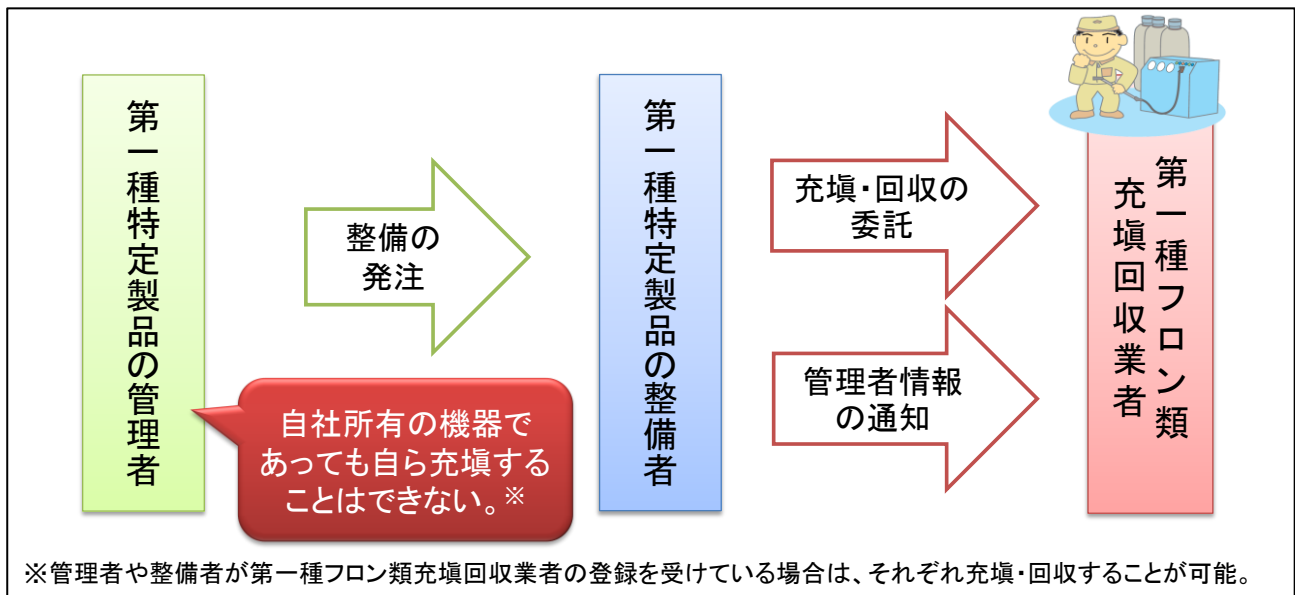 第一種特定製品の管理者
整備の
発注
自社所有の機器で
あっても自ら充塡する
ことはできない。※
第一種特定製品の整備者
充塡・回収の
委託
管理者情報
の通知
第一種フロン類
充塡回収業者
※管理者や整備者が第一種フロン類充塡回収業者の登録を受けている場合は、それぞれ充塡・回収することが可能。